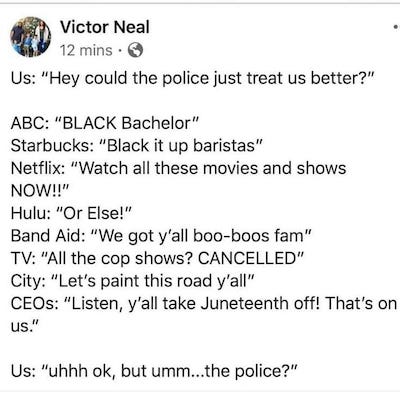 Victor Neal
12 mins ·
Us: “Hey could the police just treat us better?”
ABC: “BLACK Bachelor”
Starbucks: “Black it up baristas”
Netflix: “Watch all these movies and shows
NOW!!”
Hulu: “Or Else!”
Band Aid: “We got y’all boo-boos fam”
TV: “All the cop shows? CANCELLED”
City: “Let’s paint this road y’all”
CEOs: “Listen, y’all take Juneteenth off! That’s on
us.“
Us: “uhhh ok, but umm...the police?”